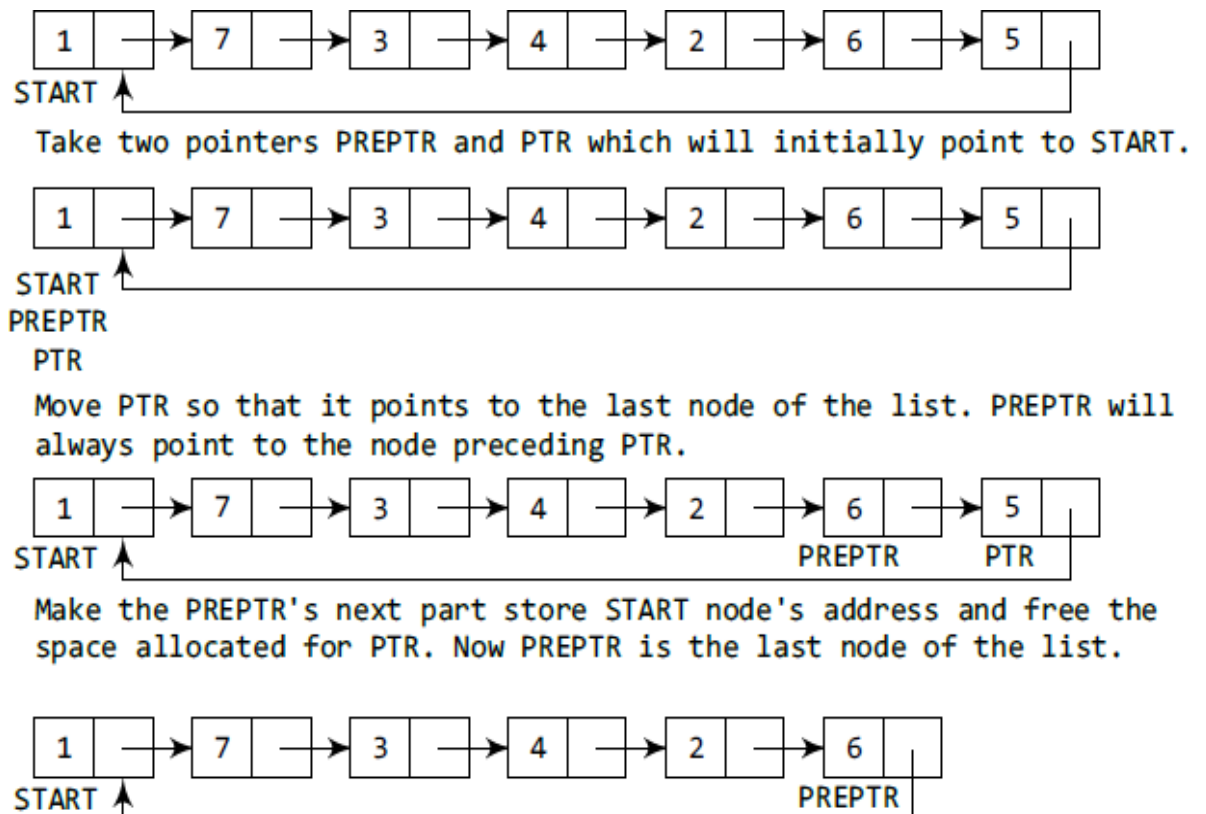 1 7 3 4 2 6 5
START
Take two pointers PREPTR and PTR which will initially point to START.
1 7 3 4 2 6 5
START
PREPTR
PTR
Move PTR so that it points to the last node of the list. PREPTR will
always point to the node preceding PTR.
1 7 3 4 2 6 5
START PREPTR PTR
Make the PREPTR's next part store START node's address and free the
space allocated for PTR. Now PREPTR is the last node of the list.
1 7 3 4 2 6
START PREPTR